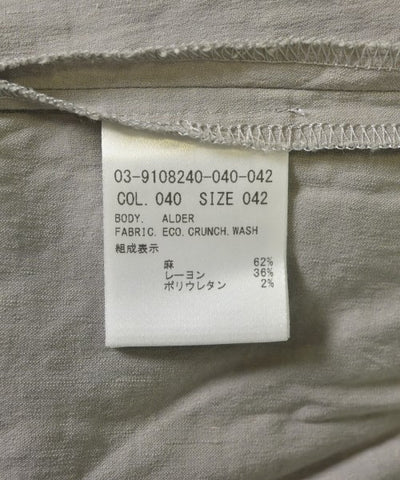 03-9108240-040-042
COL. 040 SIZE 042
BODY. ALDER
FABRIC. ECO. CRUNCH. WASH
組成表示
麻 62%
レーヨン 36%
ポリウレタン 2%